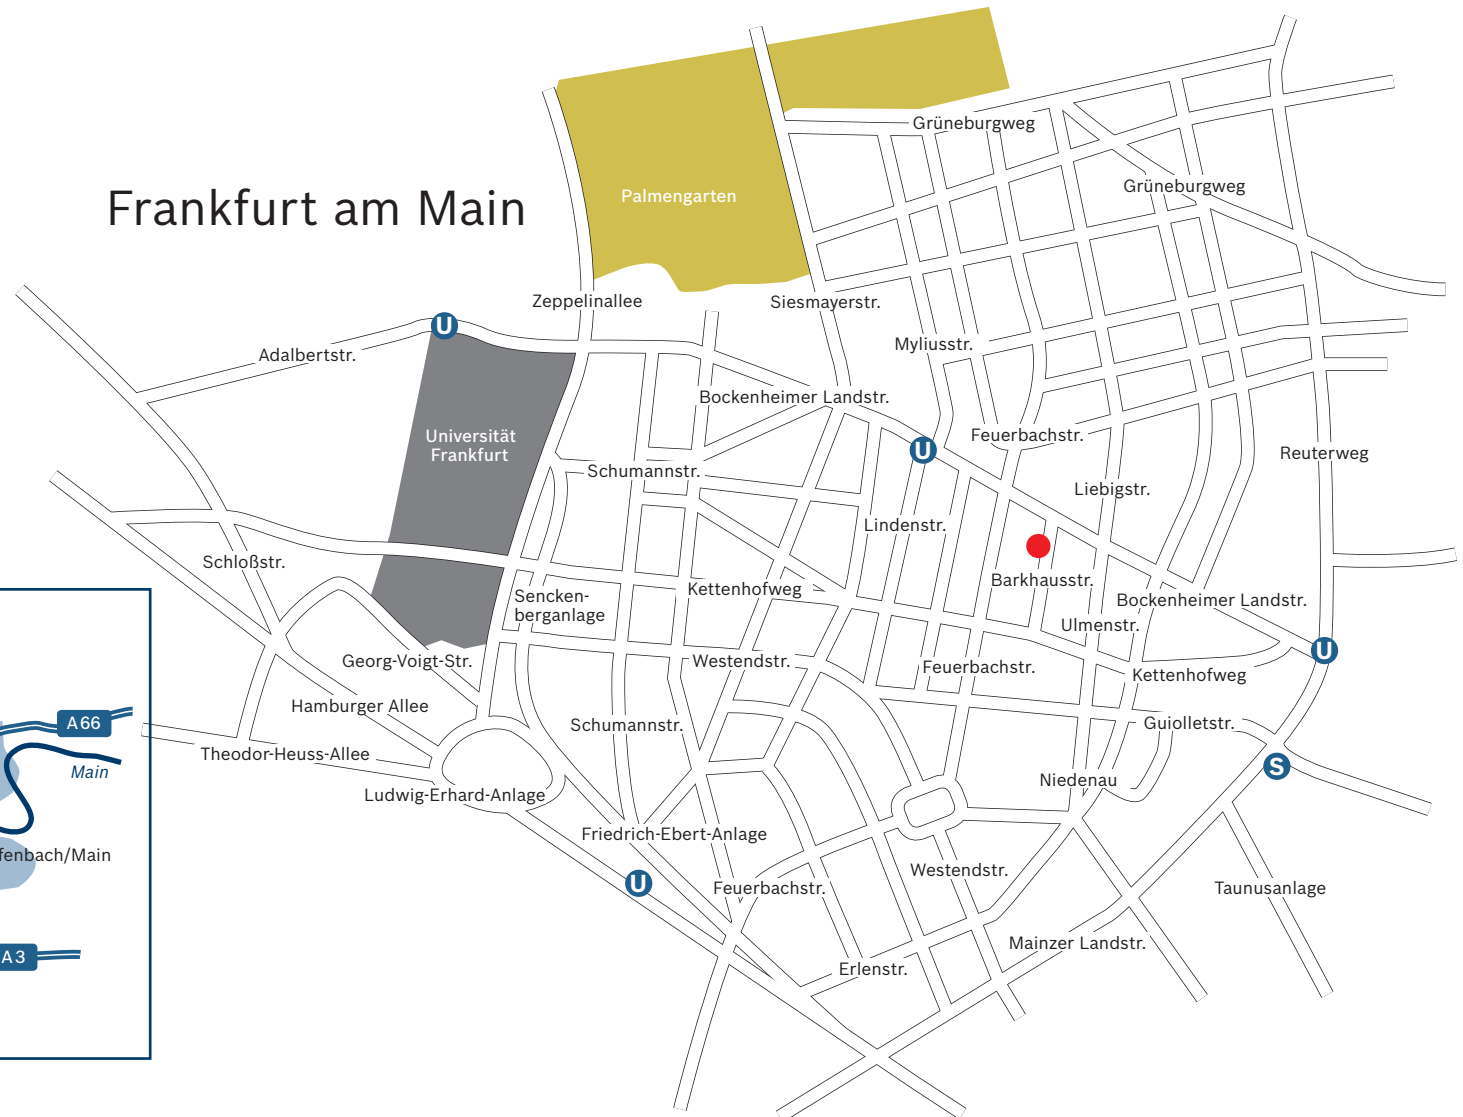 Frankfurt am Main
Palmengarten
Grüneburgweg
Grüneburgweg
Zeppelinallee
Siesmayerstr.
U
Adalbertstr.
Myliusstr.
Bockenheimer Landstr.
Universität
Frankfurt
Feuerbachstr.
U
Reuterweg
Schumannstr.
Liebigstr.
Lindenstr.
Schloßstr.
Barkhausstr.
Kettenhofweg
Sencken-
berganlage
Bockenheimer Landstr.
Ulmenstr.
U
Georg-Voigt-Str.
Westendstr.
Feuerbachstr.
Kettenhofweg
Hamburger Allee
Schumannstr.
Guiolletstr.
A66
Theodor-Heuss-Allee
Main
S
Niedenau
Ludwig-Erhard-Anlage
Friedrich-Ebert-Anlage
fenbach/Main
Westendstr.
U
Feuerbachstr.
Taunusanlage
Mainzer Landstr.
A3
Erlenstr.